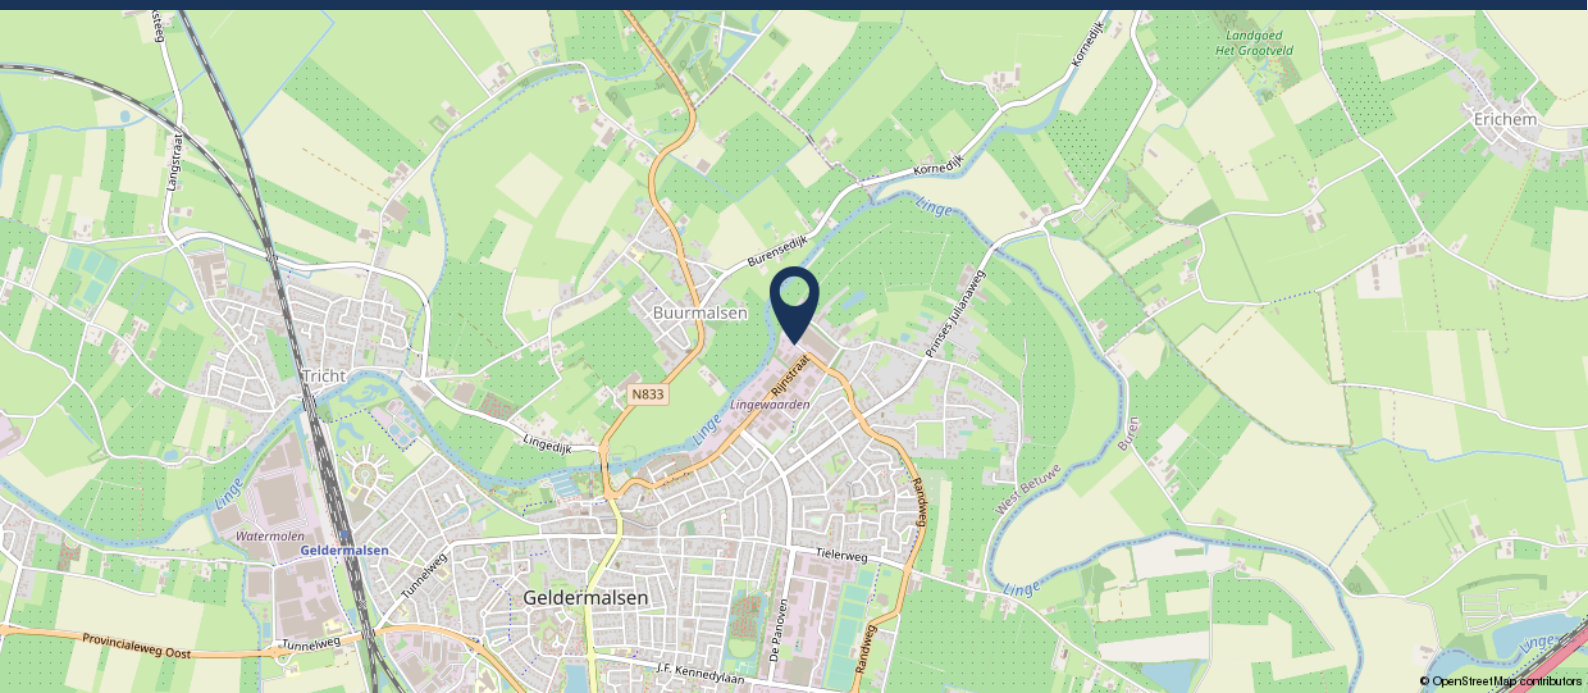 Landgoed
Het Grootveld
Kornedijk
Erichem
Langstraat
Kornedijk
Linge
Burensedijk
Prinses Julianaweg
Buurmalsen
Tricht
N833
Rijnstraat
Lingewaarden
Linge
Lingedijk
Buren
West Betuwe
Linge
Randweg
Watermolen
Geldermalsen
Tunnelweg
Tielerweg
Linge
Geldermalsen
De Panoven
Provincialeweg Oost
Tunnelweg
Randweg
J.F. Kennedylaan
Linge
© OpenStreetMap contributors